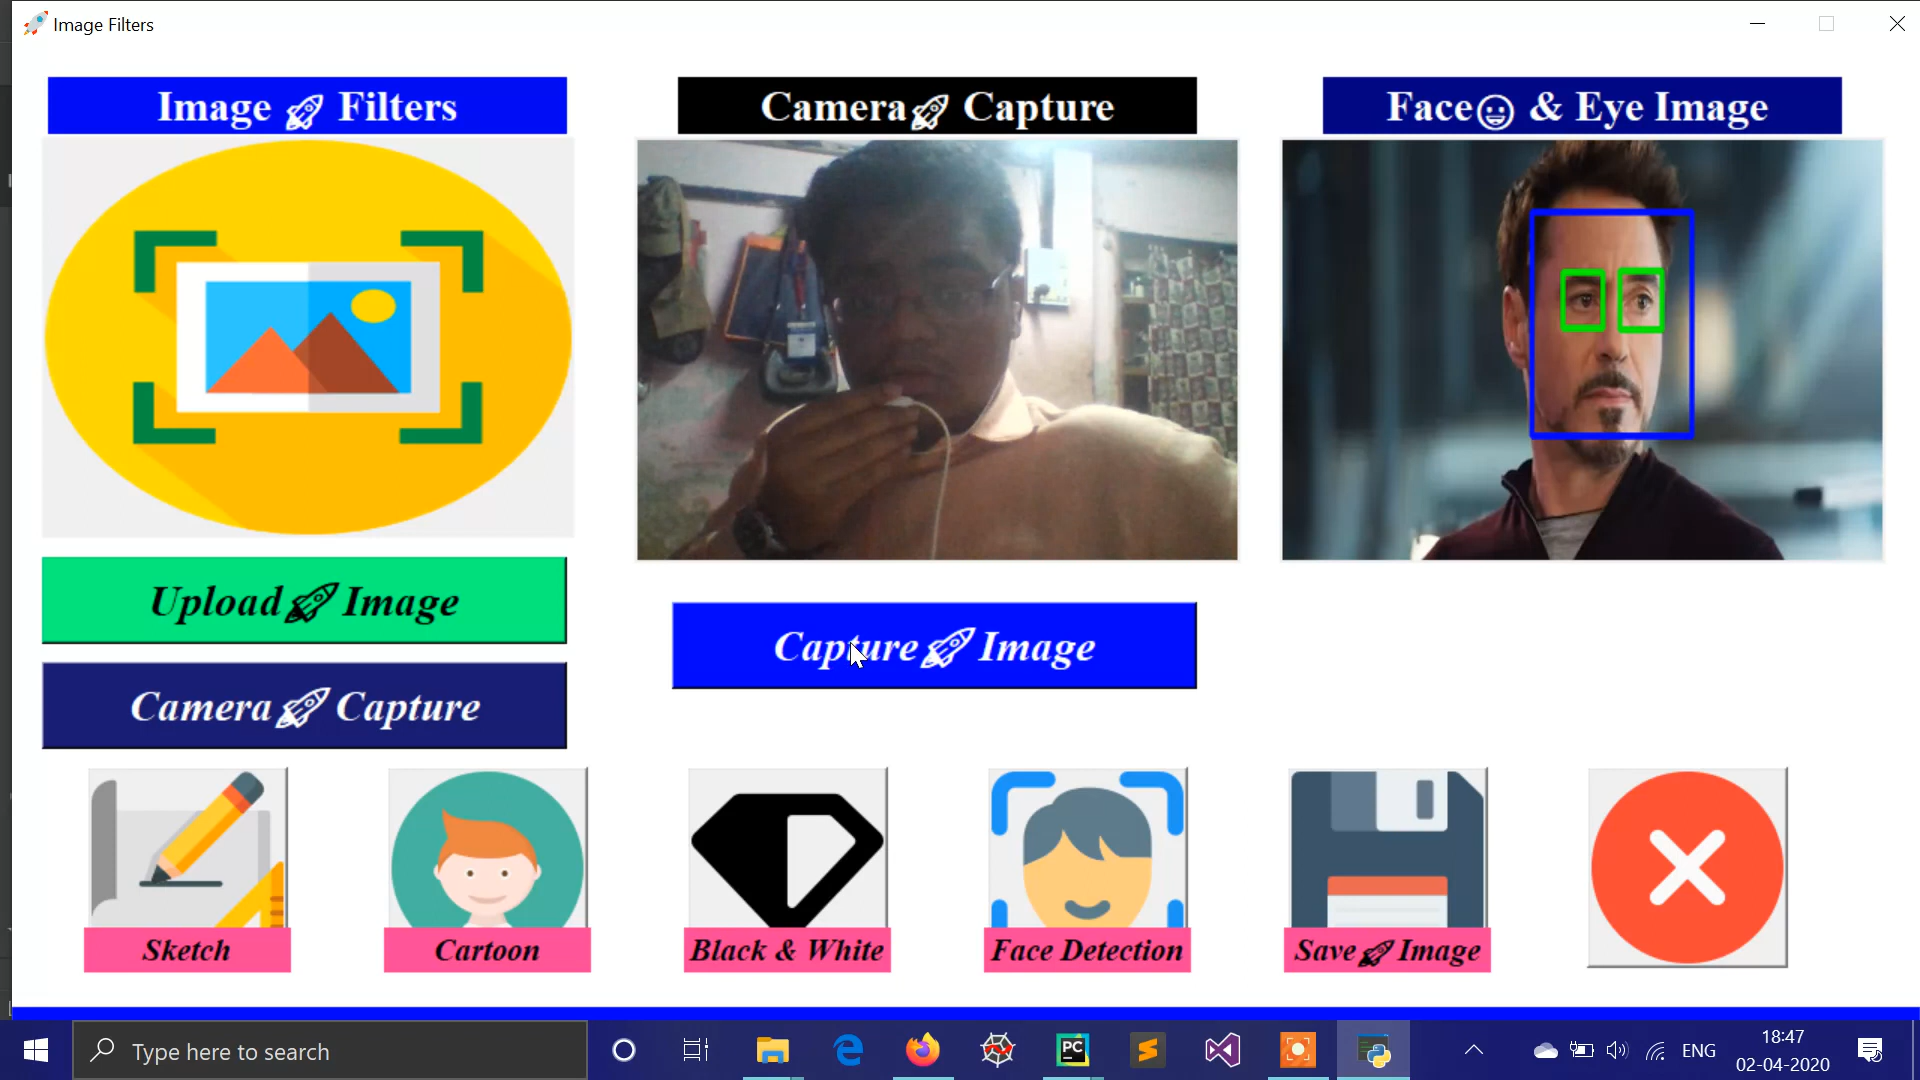 Image Filters
Image 🚀 Filters
Camera🚀 Capture
Face😃 & Eye Image
Upload🚀Image
Capture🚀Image
Camera🚀Capture
Sketch
Cartoon
Black & White
Face Detection
Save🚀Image
Type here to search
PC
ENG
18:47
02-04-2020